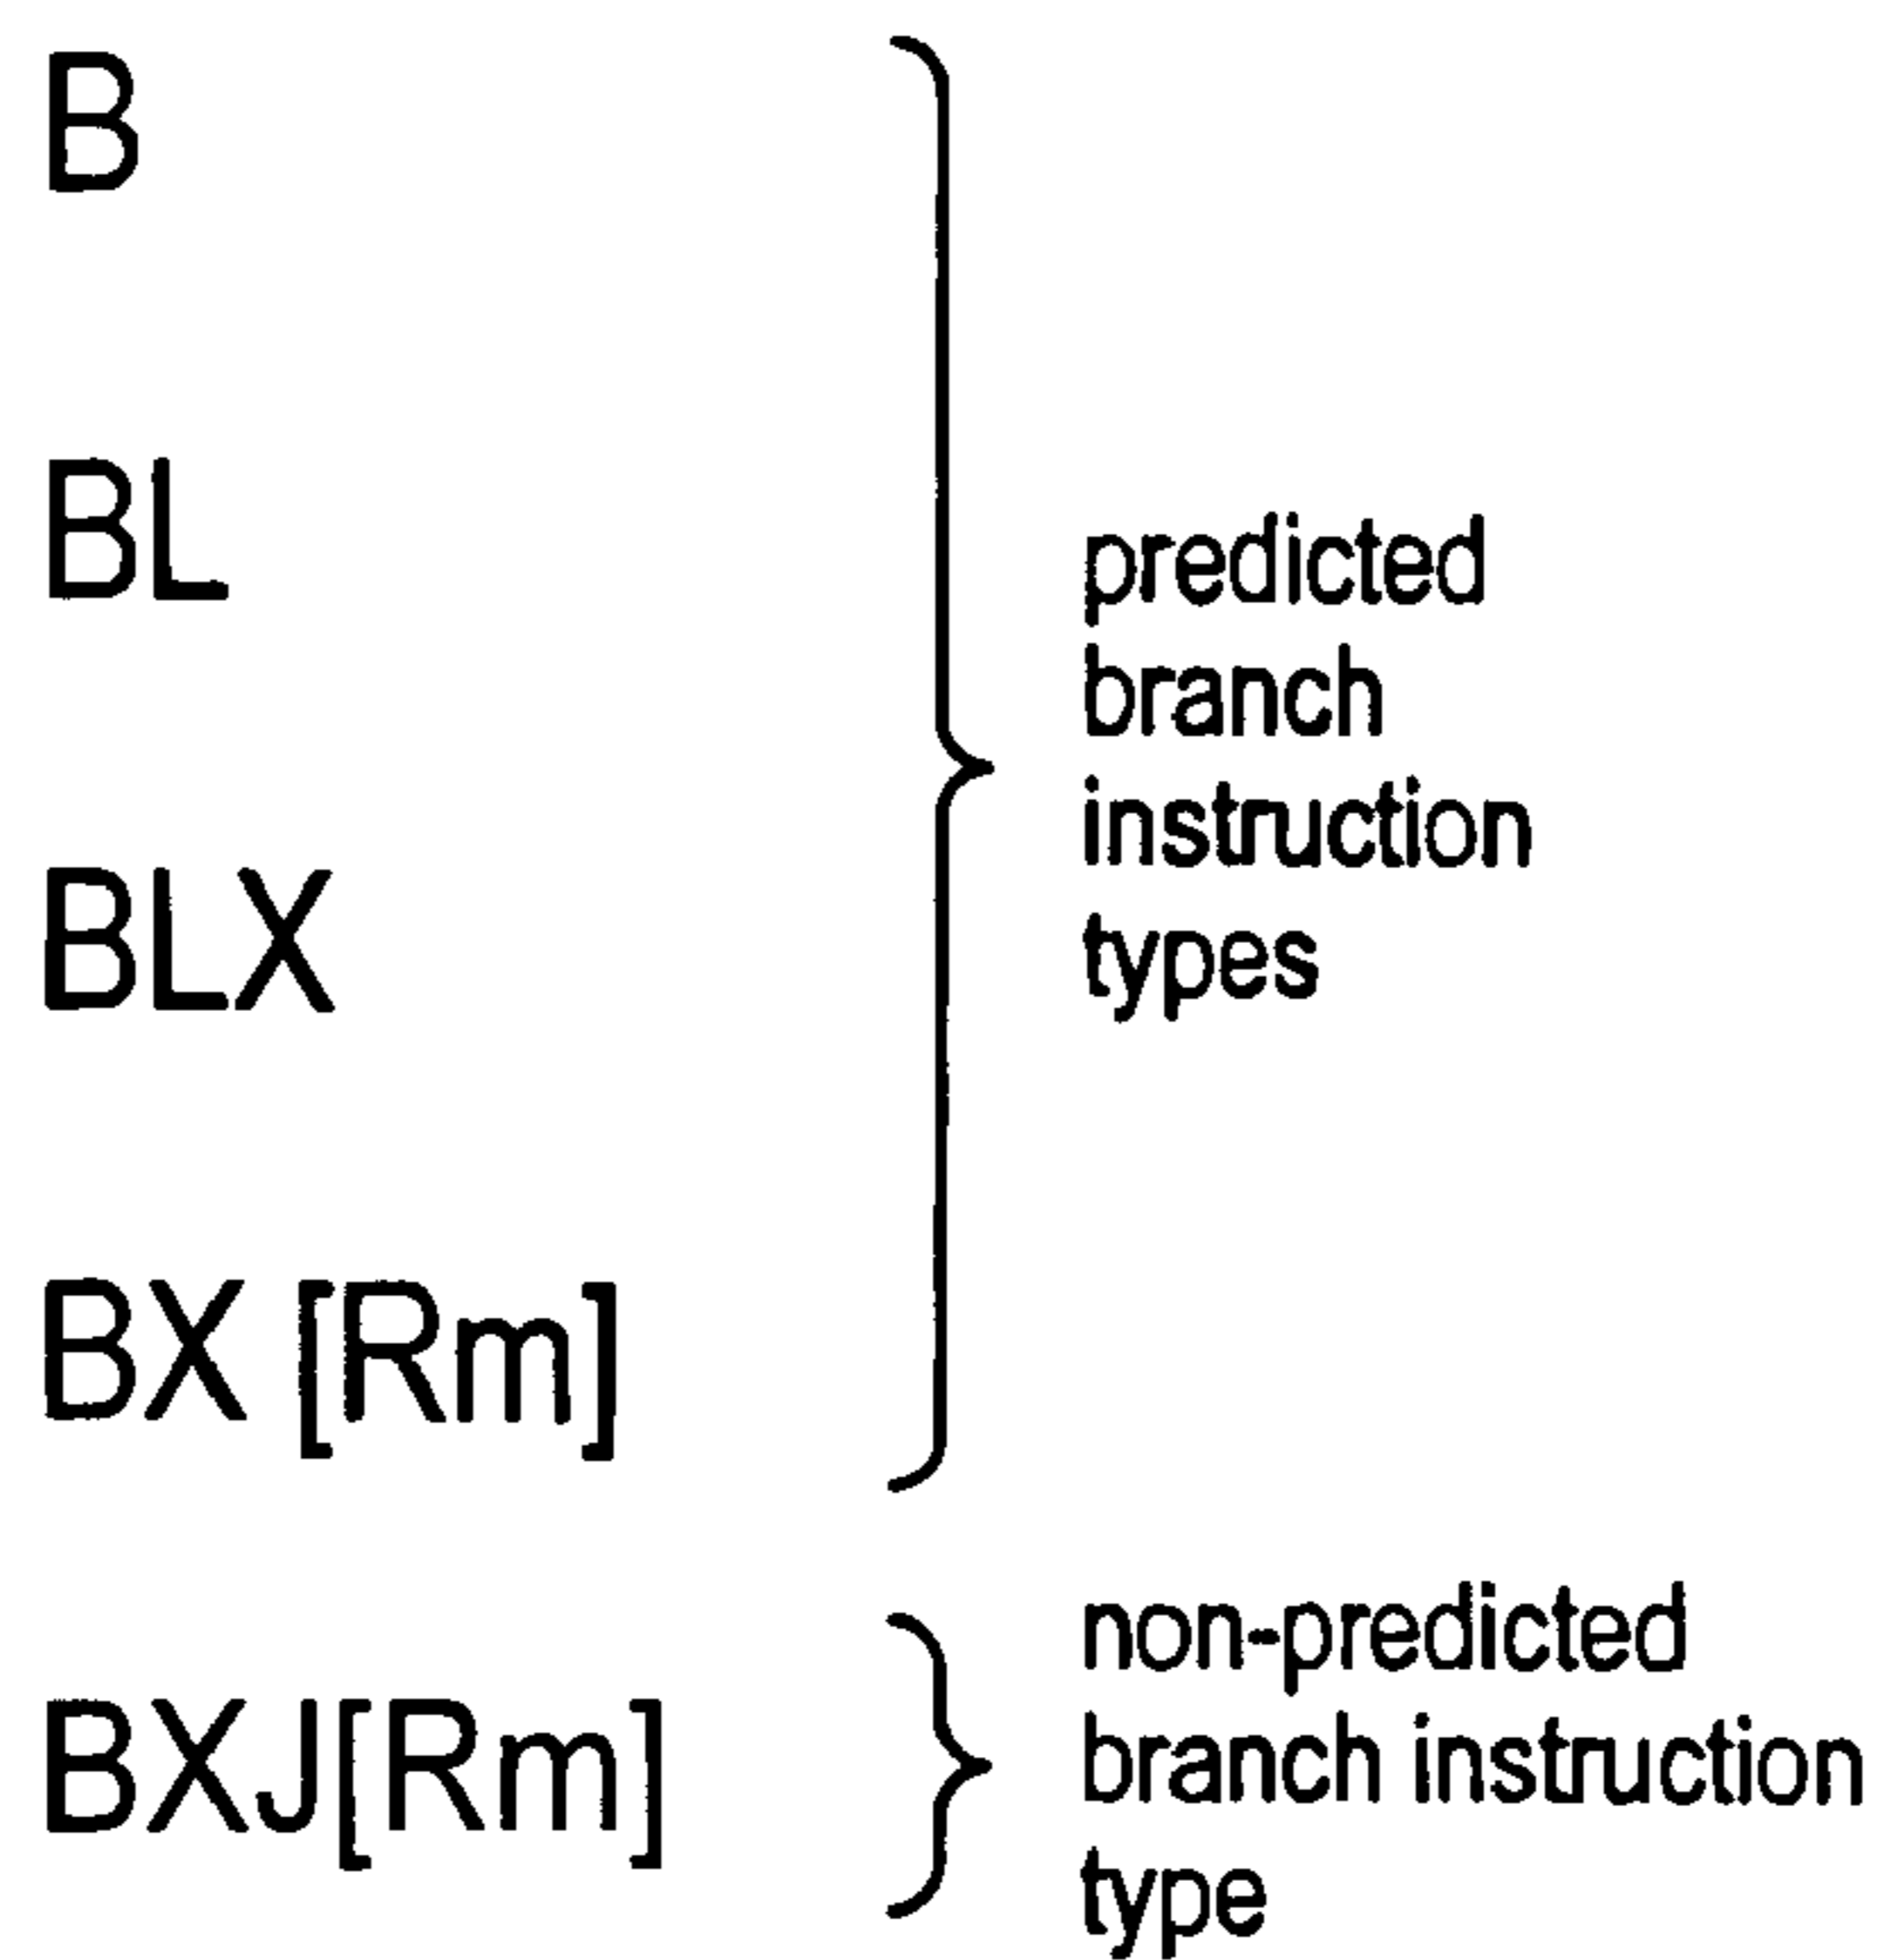 B
BL
BLX
BX [Rm]
predicted
branch
instruction
types
BXJ[Rm]
non-predicted
branch instruction
type